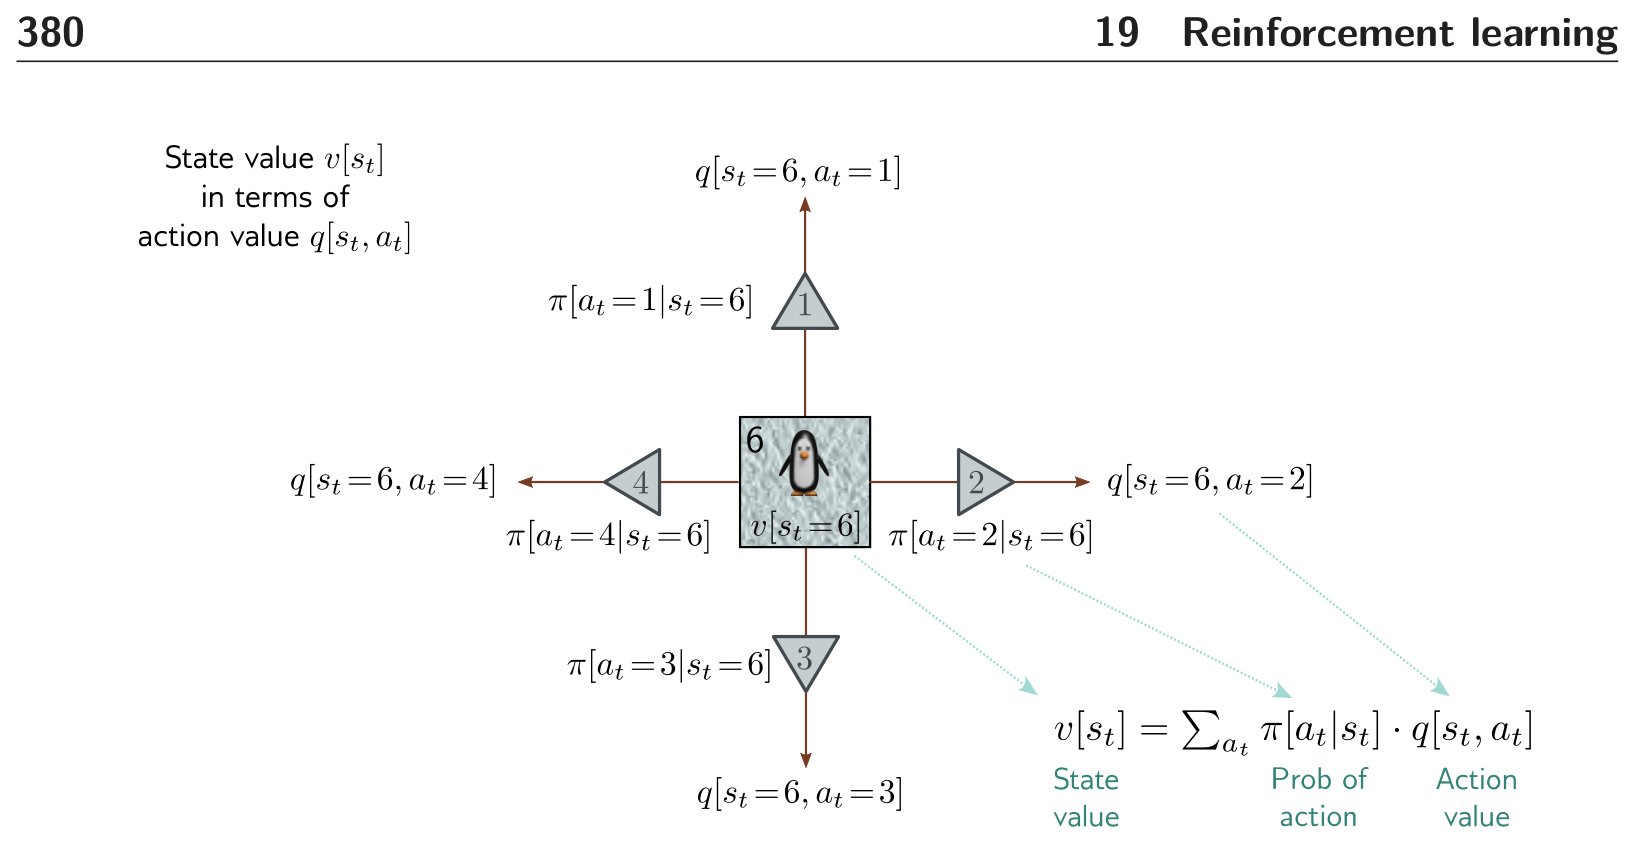 380
19 Reinforcement learning
State value v[s_t]
in terms of
action value q[s_t, a_t]
q[s_t=6, a_t=1]
π[a_t=1|s_t=6]
1
6
4
2
q[s_t=6, a_t=4]
q[s_t=6, a_t=2]
v[s_t=6]
π[a_t=4|s_t=6]
π[a_t=2|s_t=6]
π[a_t=3|s_t=6]
3
q[s_t=6, a_t=3]
v[s_t] = ∑_{a_t} π[a_t|s_t] · q[s_t, a_t]
State
value
Prob of
action
Action
value